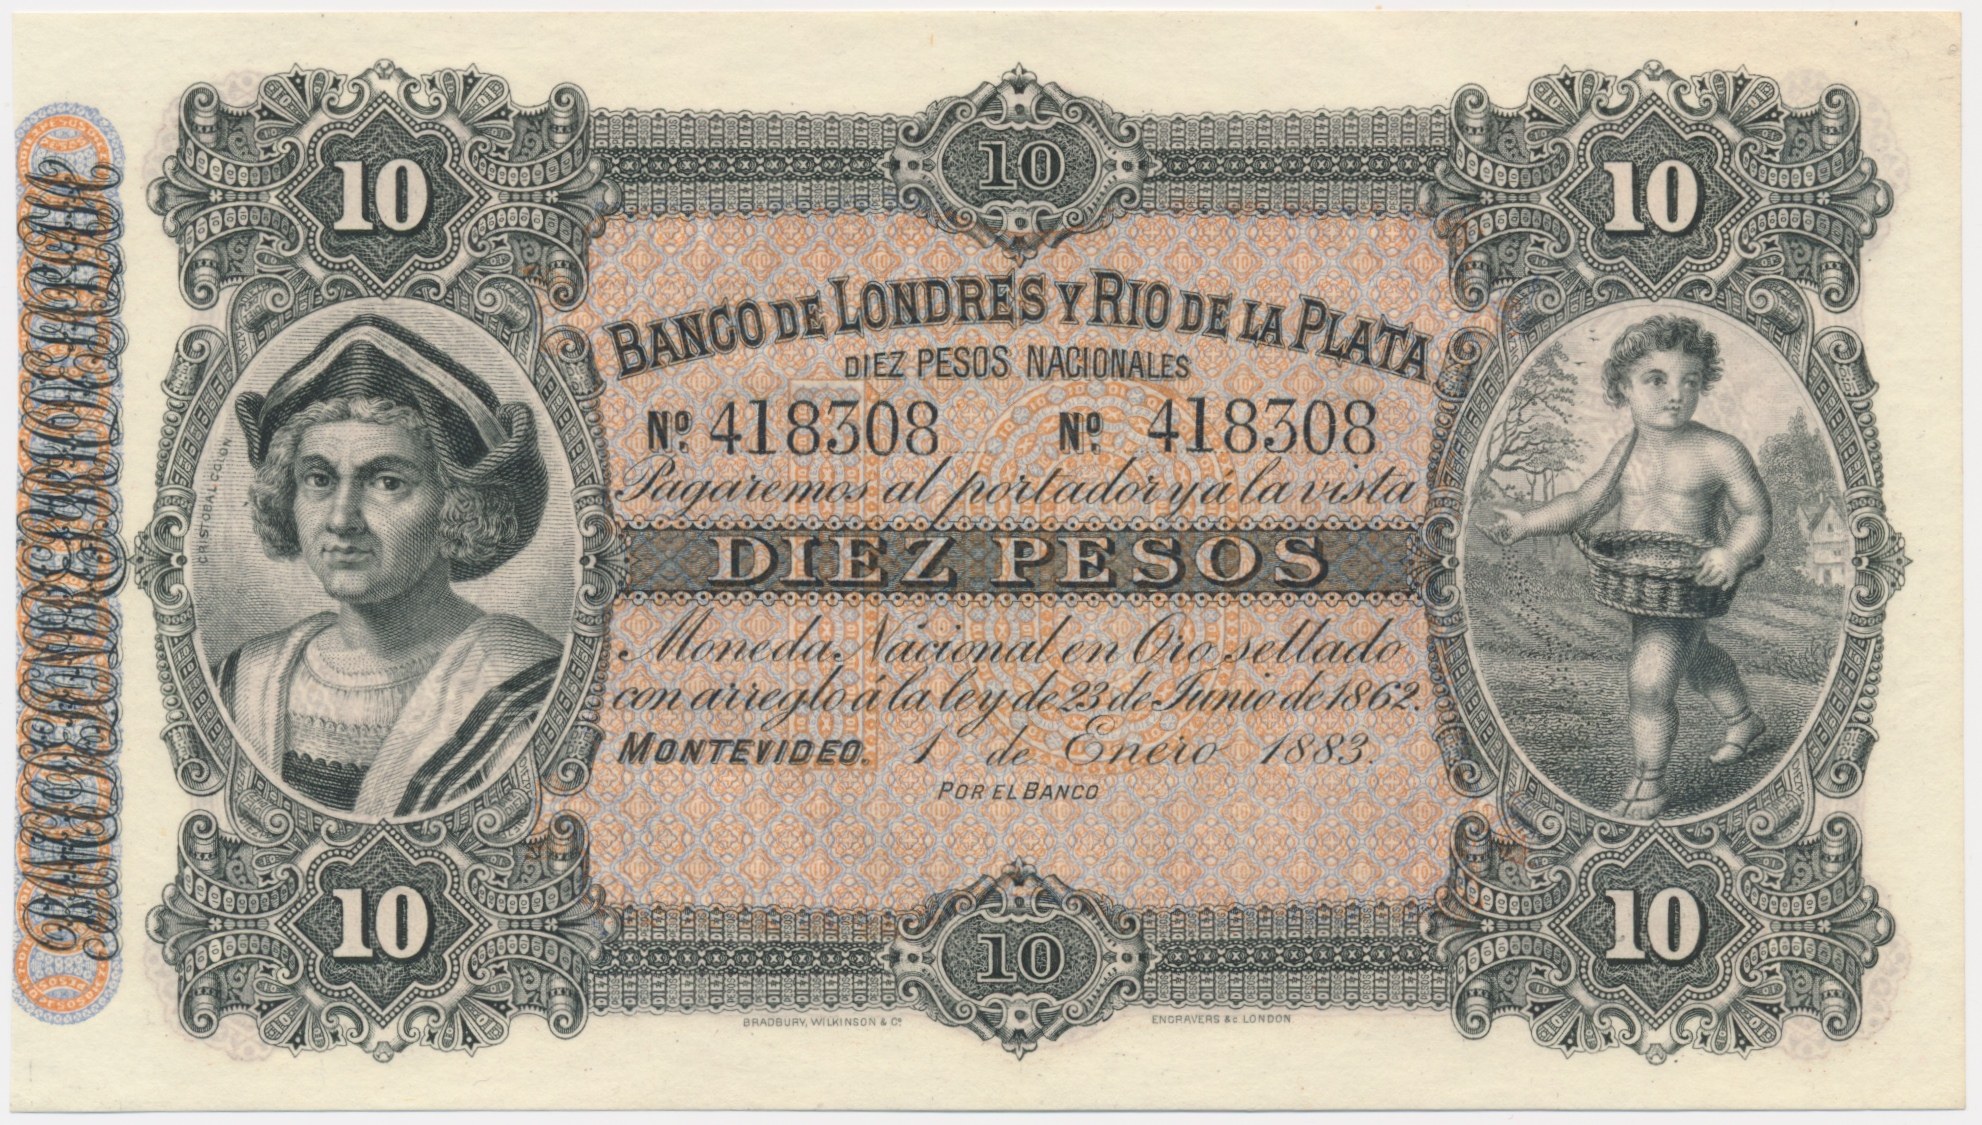 10
10
10
BANCO DE LONDRES Y RIO DE LA PLATA
DIEZ PESOS NACIONALES
Nº 418308 Nº 418308
Pagaremos al portador y á la vista
DIEZ PESOS
Moneda Nacional en Oro sellado
con arreglo á la ley de 23 de Junio de 1862.
MONTEVIDEO. 1 de Enero 1883.
POR EL BANCO
CRISTOBAL COLON
10
10
10
BRADBURY, WILKINSON & Cº
ENGRAVERS &c. LONDON